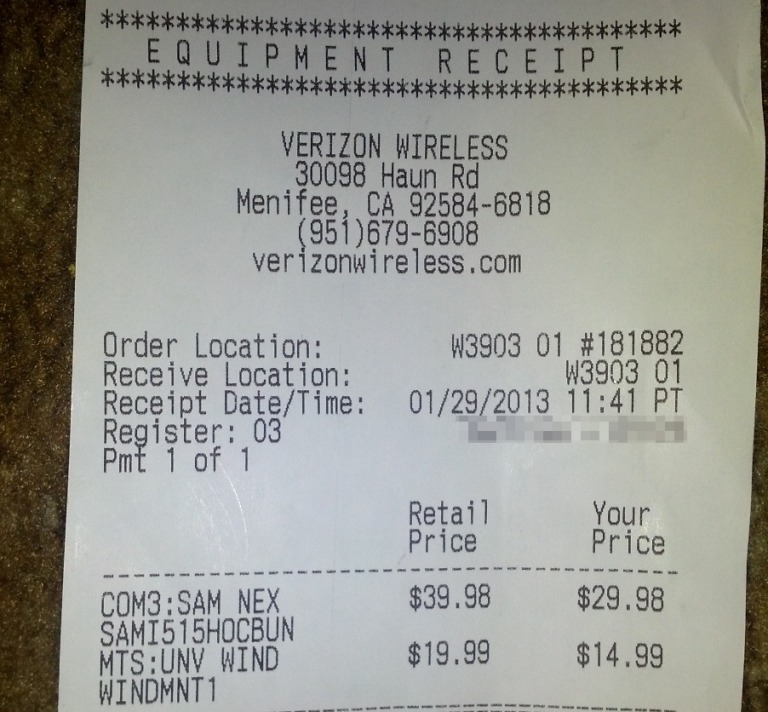 ******************************************
EQUIPMENT RECEIPT
******************************************
VERIZON WIRELESS
30098 Haun Rd
Menifee, CA 92584-6818
(951)679-6908
verizonwireless.com
Order Location: W3903 01 #181882
Receive Location: W3903 01
Receipt Date/Time: 01/29/2013 11:41 PT
Register: 03
Pmt 1 of 1
Retail Your
Price Price
COM3:SAM NEX $39.98 $29.98
SAMI515HOCBUN
MTS:UNV WIND $19.99 $14.99
WINDMNT1